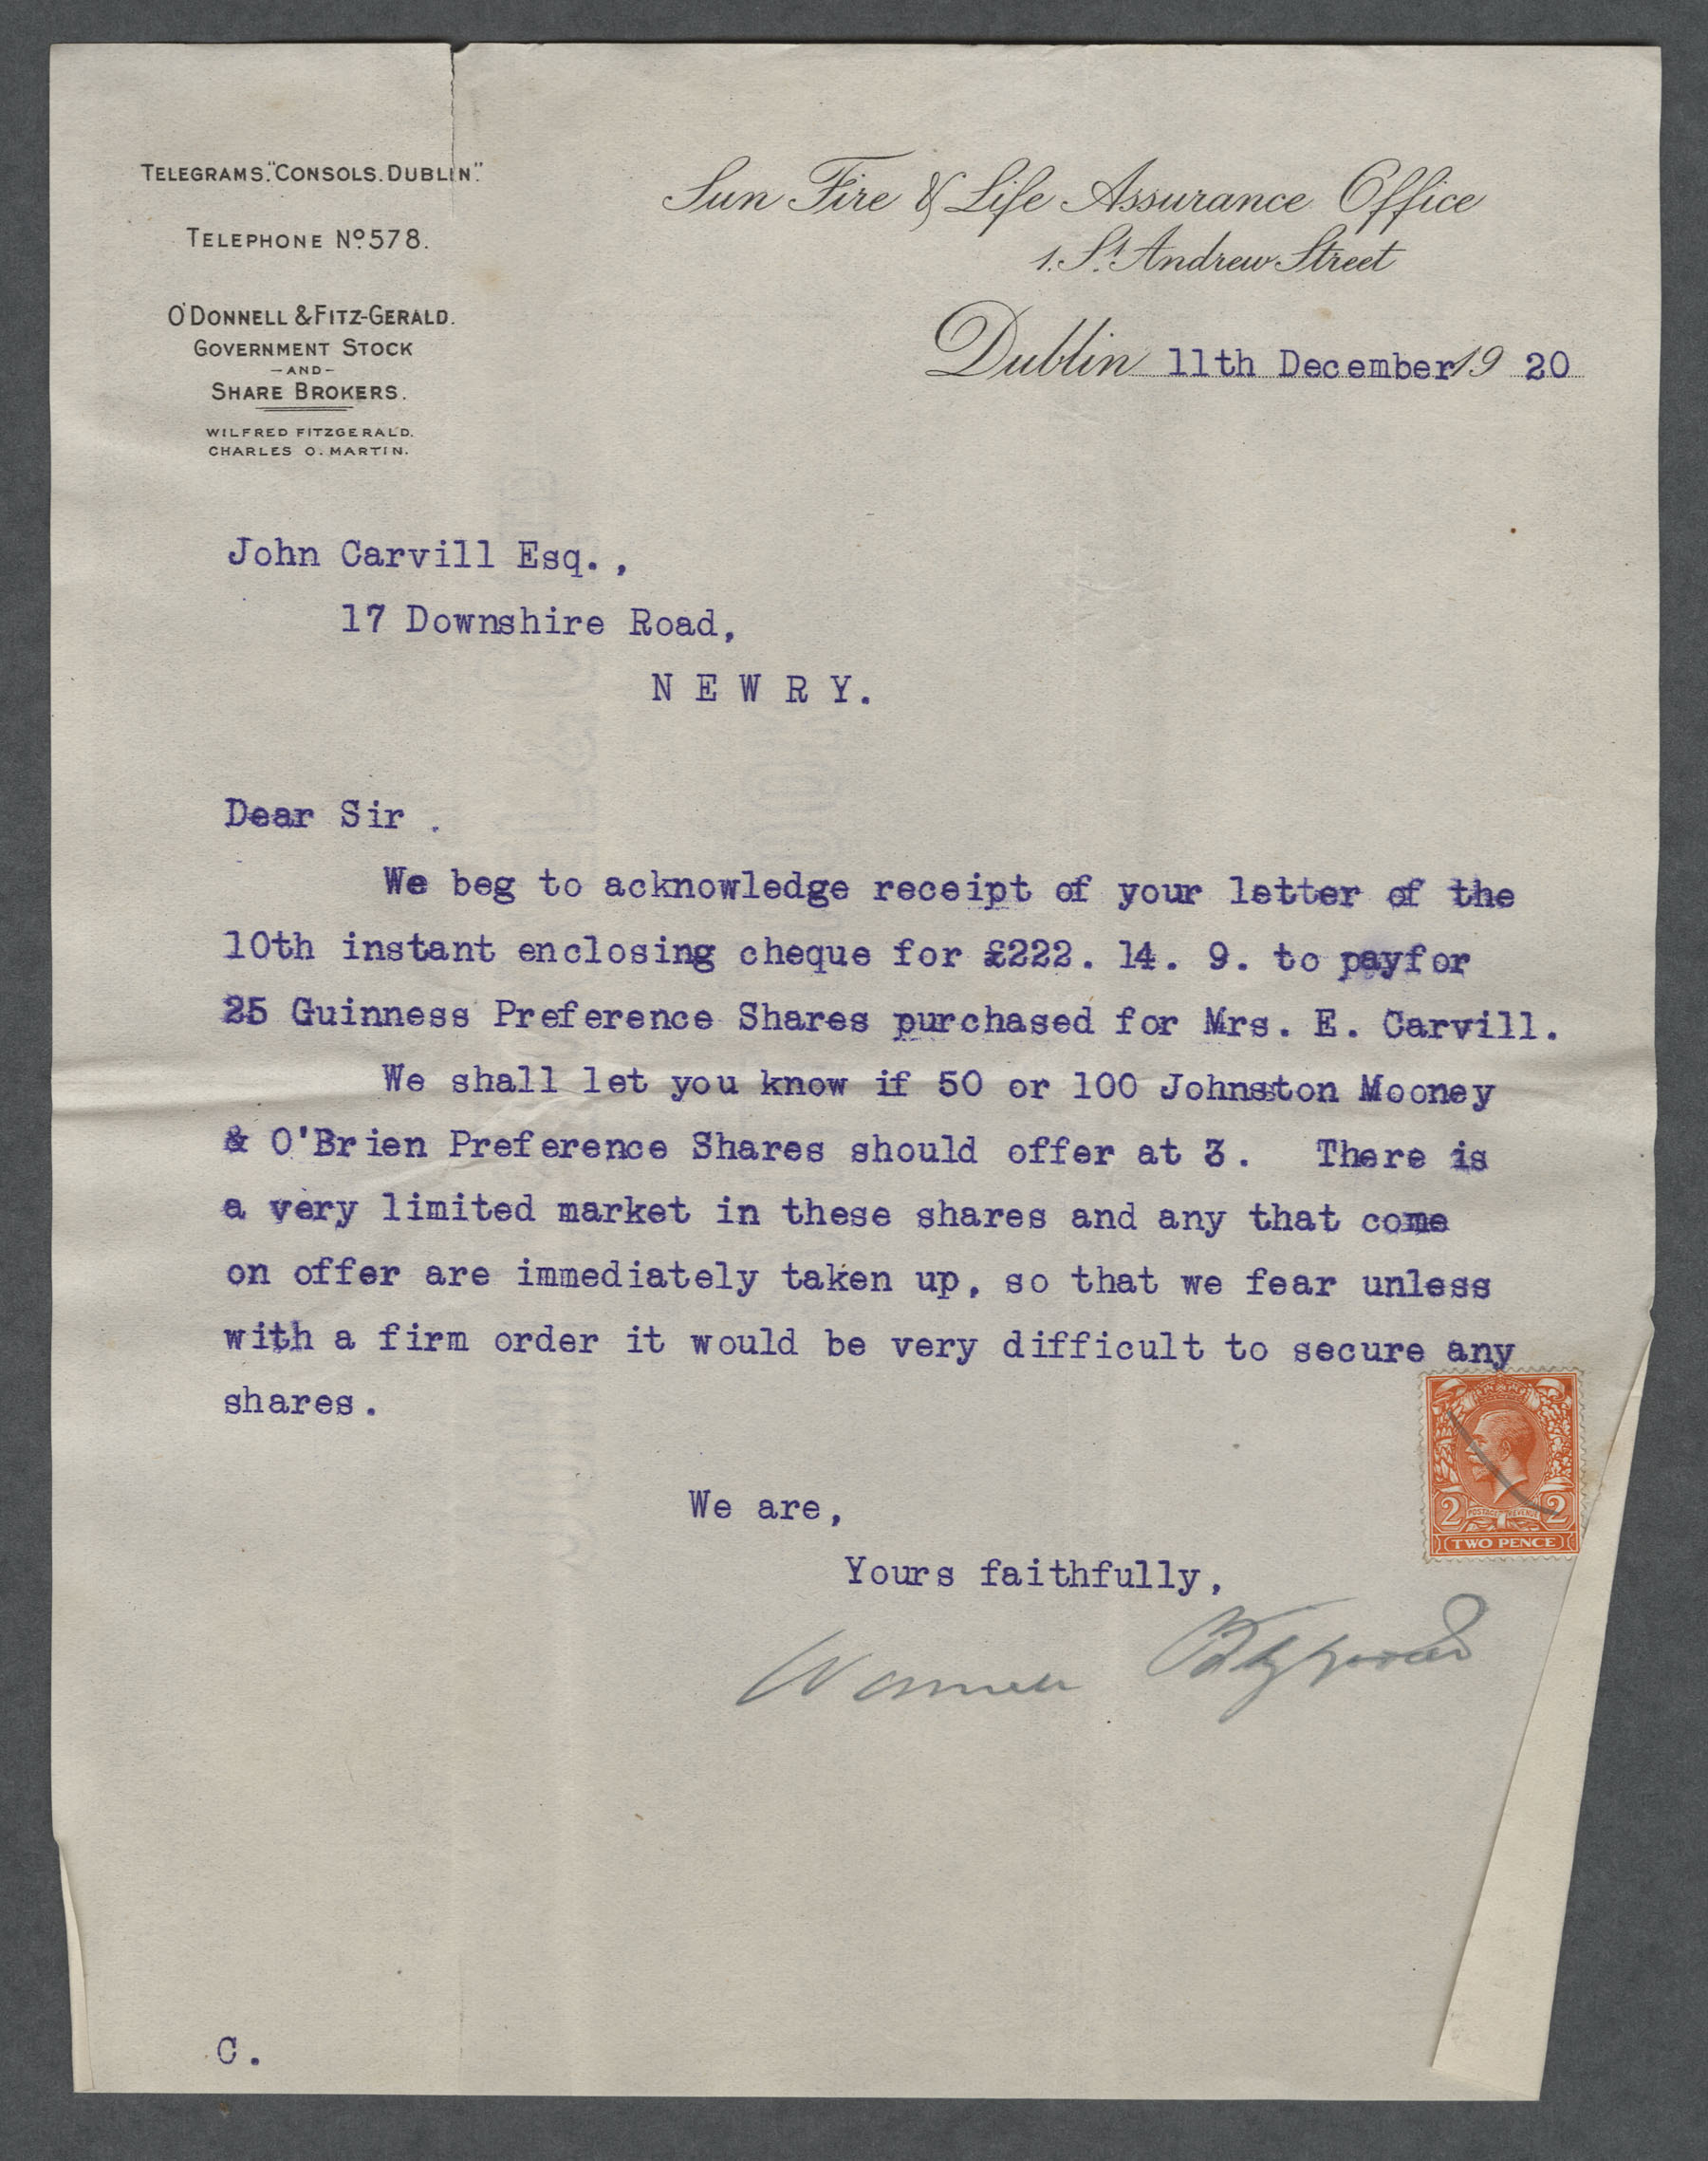 TELEGRAMS."CONSOLS.DUBLIN."
TELEPHONE Nº 578.
O'DONNELL & FITZ-GERALD.
GOVERNMENT STOCK
-AND-
SHARE BROKERS.
WILFRED FITZGERALD.
CHARLES O. MARTIN.
Sun Fire & Life Assurance Office
1. St. Andrew Street
Dublin 11th December 19 20
John Carvill Esq.,
17 Downshire Road,
N E W R Y.
Dear Sir .
We beg to acknowledge receipt of your letter of the
10th instant enclosing cheque for £222. 14. 9. to payfor
25 Guinness Preference Shares purchased for Mrs. E. Carvill.
We shall let you know if 50 or 100 Johnston Mooney
& O'Brien Preference Shares should offer at 3. There is
a very limited market in these shares and any that come
on offer are immediately taken up, so that we fear unless
with a firm order it would be very difficult to secure any
shares.
We are,
Yours faithfully,
2 POSTAGE REVENUE 2
TWO PENCE
Fitzgerald
C.